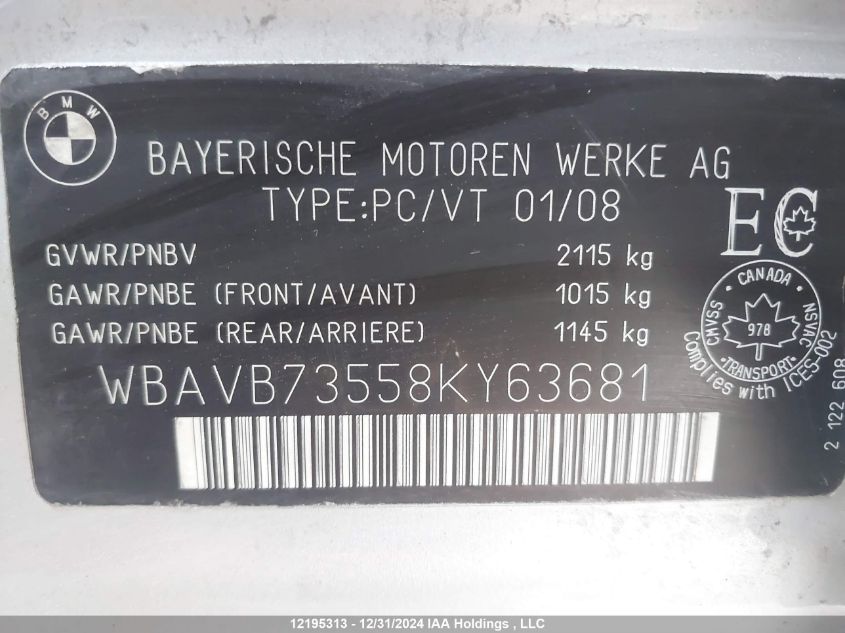 BMW
BAYERISCHE MOTOREN WERKE AG
TYPE:PC/VT 01/08
EC
GVWR/PNBV 2115 kg
GAWR/PNBE (FRONT/AVANT) 1015 kg
GAWR/PNBE (REAR/ARRIERE) 1145 kg
CANADA
CMVSS 978 NSVAC
TRANSPORT
Complies with ICES-002
WBAVB73558KY63681
2 122 608
12195313 - 12/31/2024 IAA Holdings , LLC